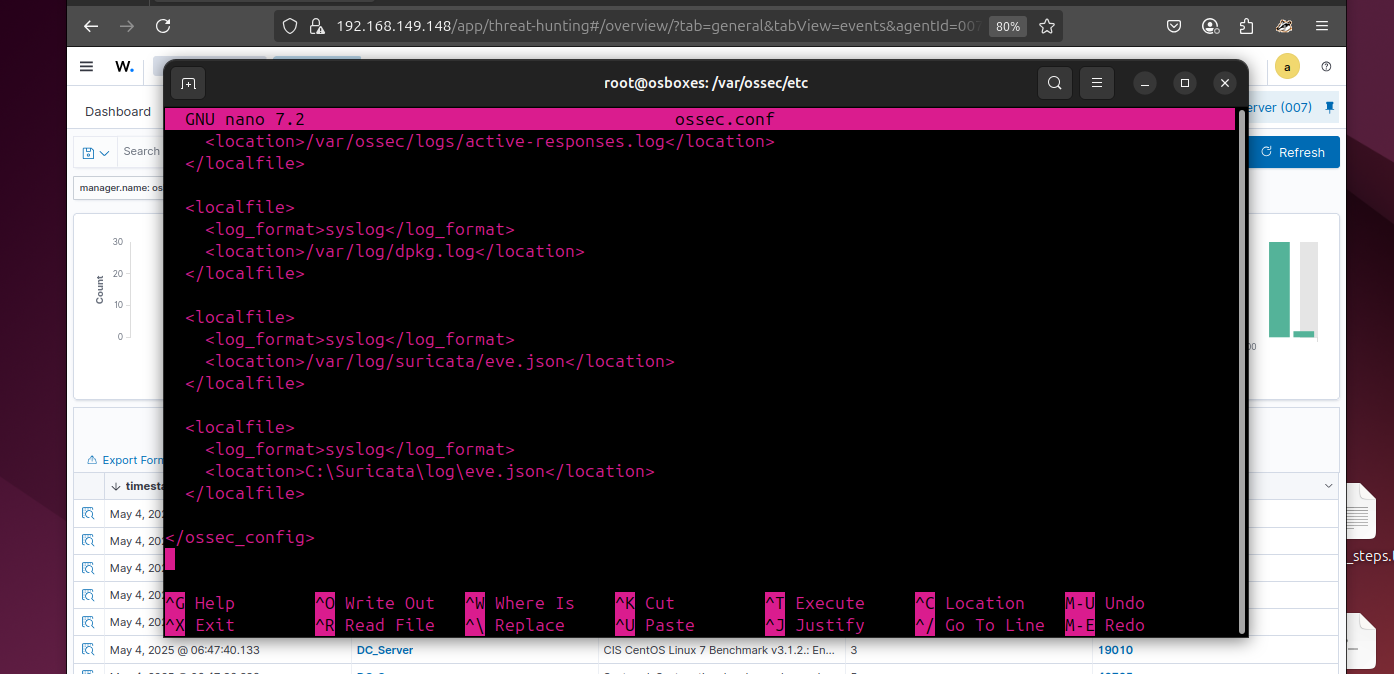 192.168.149.148/app/threat-hunting#/overview/?tab=general&tabView=events&agentId=007
80%
W.
a
root@osboxes: /var/ossec/etc
Dashboard
erver (007)
Search
Refresh
manager.name: os
GNU nano 7.2 ossec.conf
<location>/var/ossec/logs/active-responses.log</location>
</localfile>
<localfile>
<log_format>syslog</log_format>
<location>/var/log/dpkg.log</location>
</localfile>
<localfile>
<log_format>syslog</log_format>
<location>/var/log/suricata/eve.json</location>
</localfile>
<localfile>
<log_format>syslog</log_format>
<location>C:\Suricata\log\eve.json</location>
</localfile>
</ossec_config>
^G Help ^O Write Out ^W Where Is ^K Cut ^T Execute ^C Location M-U Undo
^X Exit ^R Read File ^\ Replace ^U Paste ^J Justify ^/ Go To Line M-E Redo
30
20
10
0
Count
00
Export Form
timesta
May 4, 202
May 4, 202
May 4, 202
May 4, 202
May 4, 202
May 4, 2025 @ 06:47:40.133 DC_Server CIS CentOS Linux 7 Benchmark v3.1.2.: En... 3 19010
_steps.t